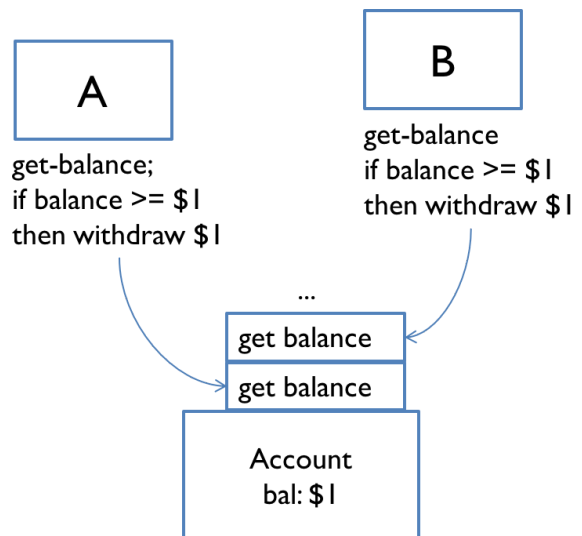 A
get-balance;
if balance >= $1
then withdraw $1
B
get-balance
if balance >= $1
then withdraw $1
...
get balance
get balance
Account
bal: $1